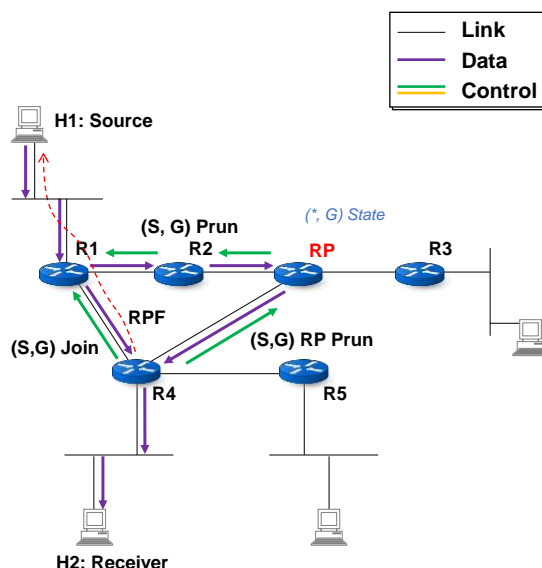 Link
Data
Control
H1: Source
(*, G) State
(S, G) Prun
R1
R2
RP
R3
RPF
(S,G) Join
(S,G) RP Prun
R4
R5
H2: Receiver